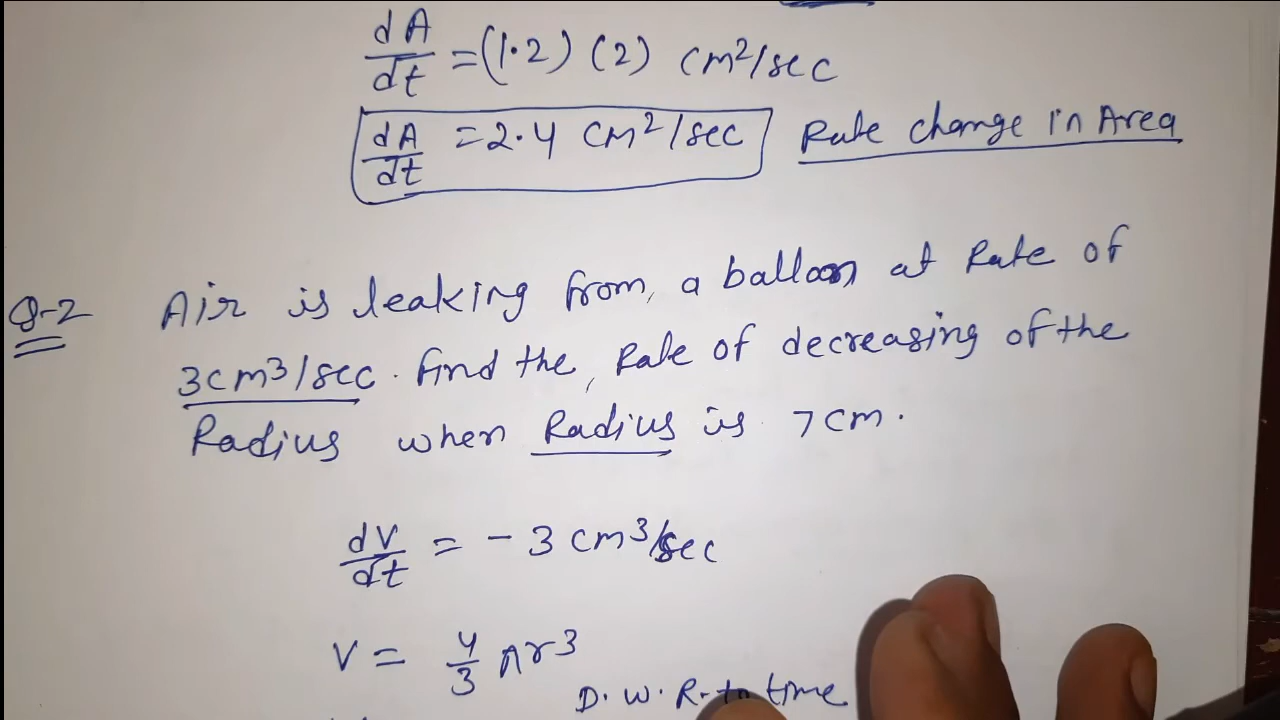 dA/dt = (1.2) (2) cm²/sec
dA/dt = 2.4 cm²/sec Rate change in Area
Q-2 Air is leaking from, a balloon at Rate of
3cm3/sec. find the, Rate of decreasing of the
Radius when Radius is 7cm.
dV/dt = - 3 cm³/sec
V = 4/3 πr3
D. W. R. to time